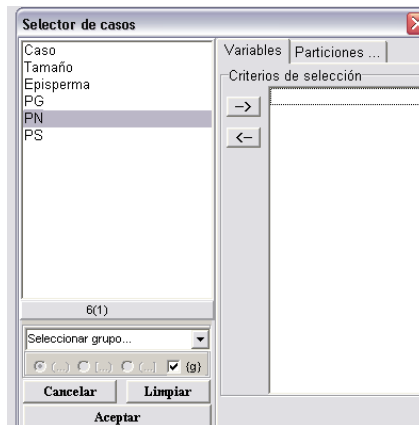 Selector de casos
Caso
Tamaño
Episperma
PG
PN
PS
6(1)
Seleccionar grupo...
(...) [...) (...] {g}
Cancelar Limpiar
Aceptar
Variables Particiones ...
Criterios de selección
-->
<--